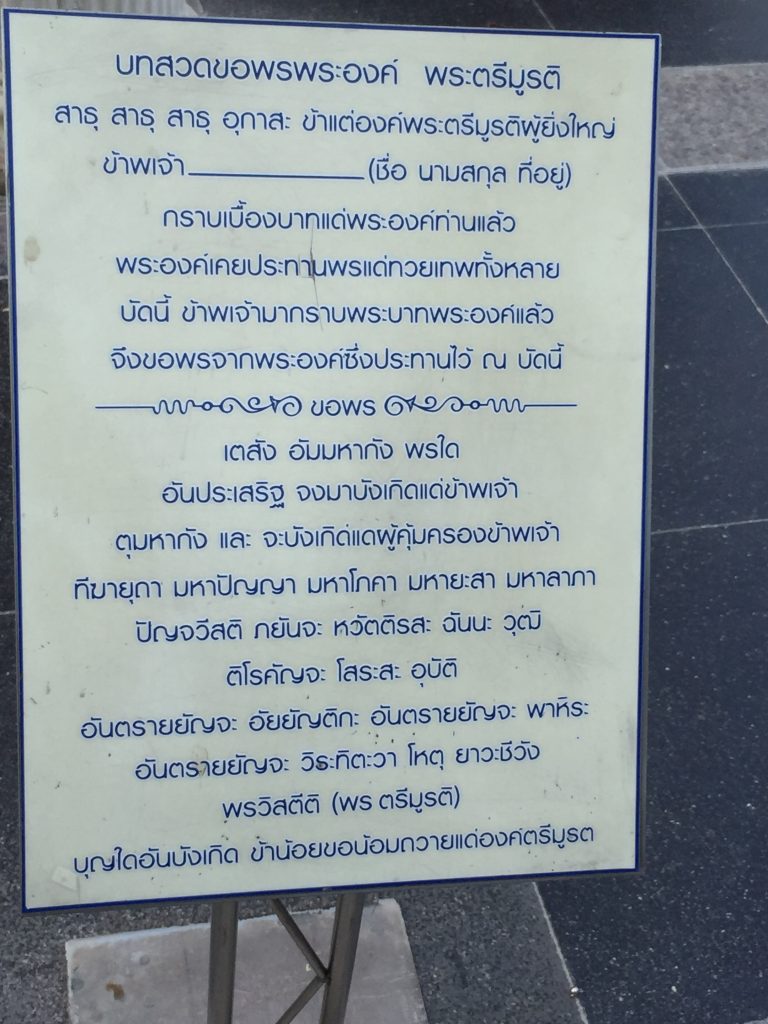 บทสวดขอพรพระองค์ พระตรีมูรติ
สาธุ สาธุ สาธุ อุกาสะ ข้าแต่องค์พระตรีมูรติผู้ยิ่งใหญ่
ข้าพเจ้า_______________(ชื่อ นามสกุล ที่อยู่)
กราบเบื้องบาทแด่พระองค์ท่านแล้ว
พระองค์เคยประทานพรแด่ทวยเทพทั้งหลาย
บัดนี้ ข้าพเจ้ามากราบพระบาทพระองค์แล้ว
จึงขอพรจากพระองค์ซึ่งประทานไว้ ณ บัดนี้
ขอพร
เตสัง อัมมหากัง พรใด
อันประเสริฐ จงมาบังเกิดแด่ข้าพเจ้า
ตุมหากัง และ จะบังเกิด่แดผู้คุ้มครองข้าพเจ้า
ทีฆายุตา มหาปัญญา มหาโภคา มหายะสา มหาลาภา
ปัญจวีสติ ภยันจะ หวัตติรสะ ฉันนะ วุฒิ
ติโรคัญจะ โสระสะ อุบัติ
อันตรายยัญจะ อัยยัญติกะ อันตรายยัญจะ พาหิระ
อันตรายยัญจะ วิระทิตะวา โหตุ ยาวะชีวัง
พรวิสตีติ (พร ตรีมูรติ)
บุญใดอันบังเกิด ข้าน้อยขอน้อมถวายแด่องค์ตรีมูรต